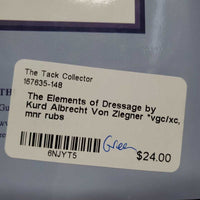 The Tack Collector
157635-148
The Elements of Dressage by
Kurd Albrecht Von Ziegner *vgc/xc,
mnr rubs
6NJYT5
Green
$24.00